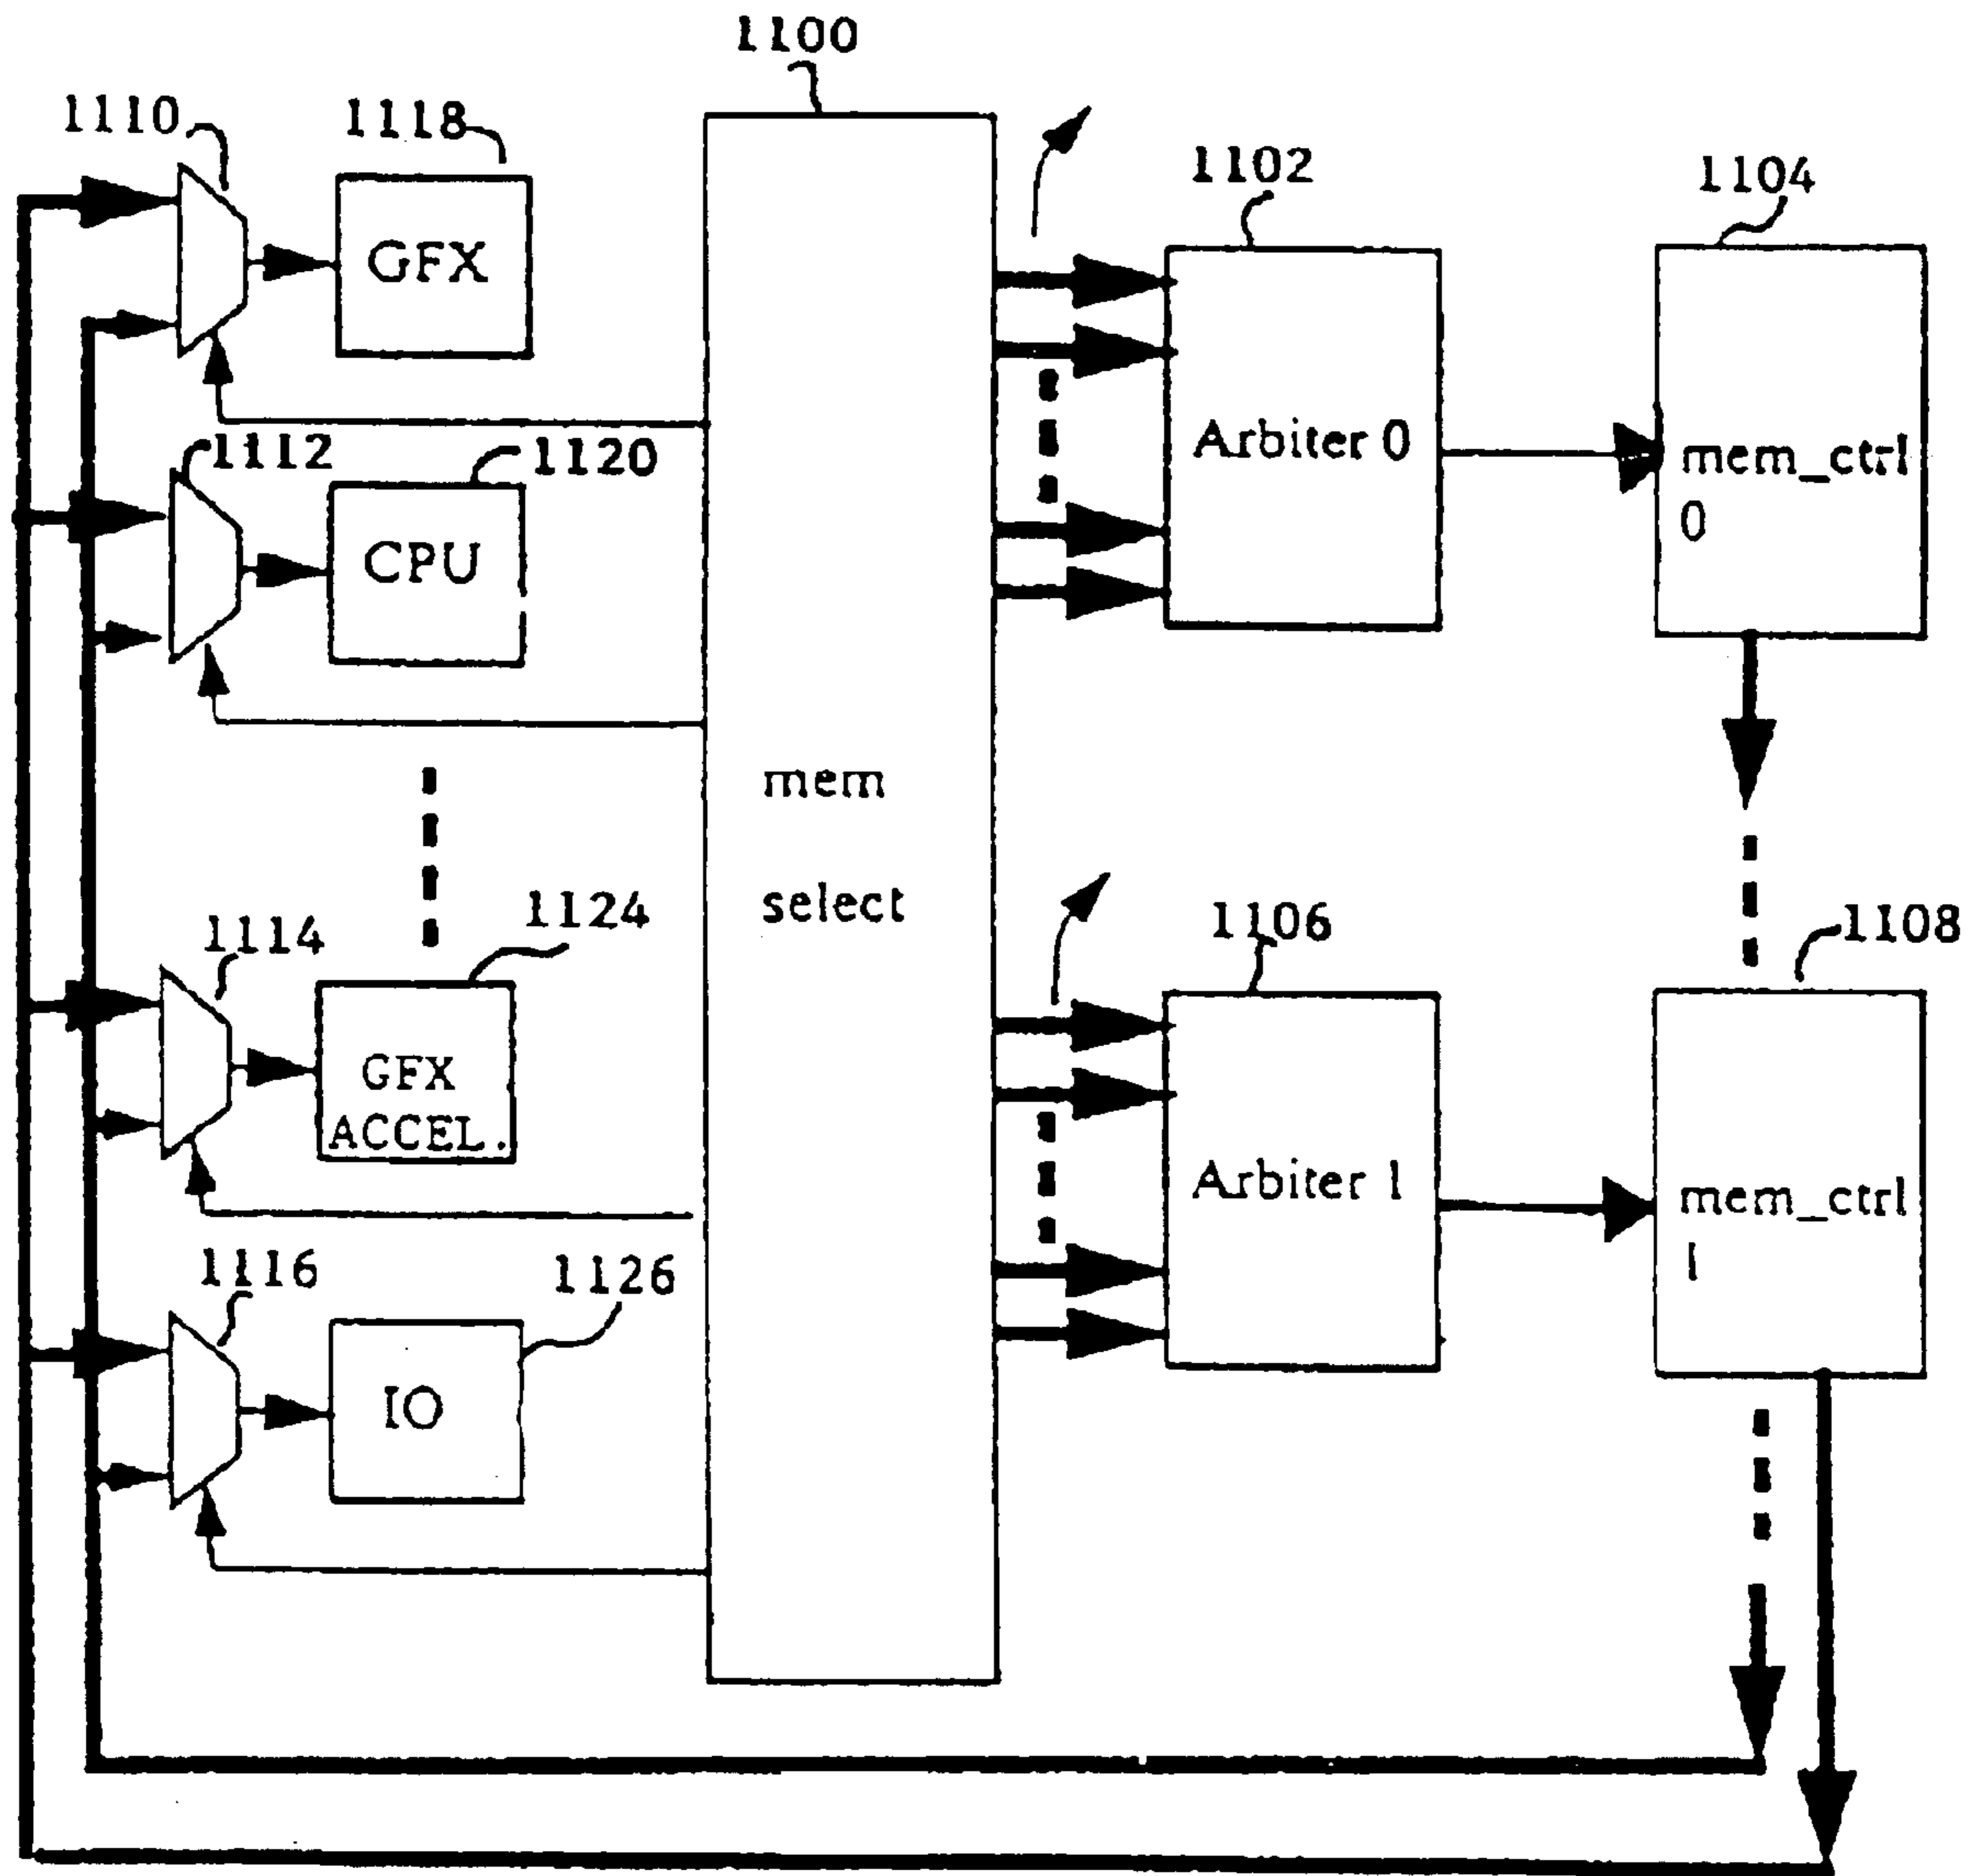 1100
1110
1118
1102
1104
GFX
1112
1120
Arbiter 0
mem_ctrl
0
CPU
mem
select
1124
1114
1106
1108
GFX
ACCEL.
Arbiter 1
mem_ctrl
1
1116
1126
IO